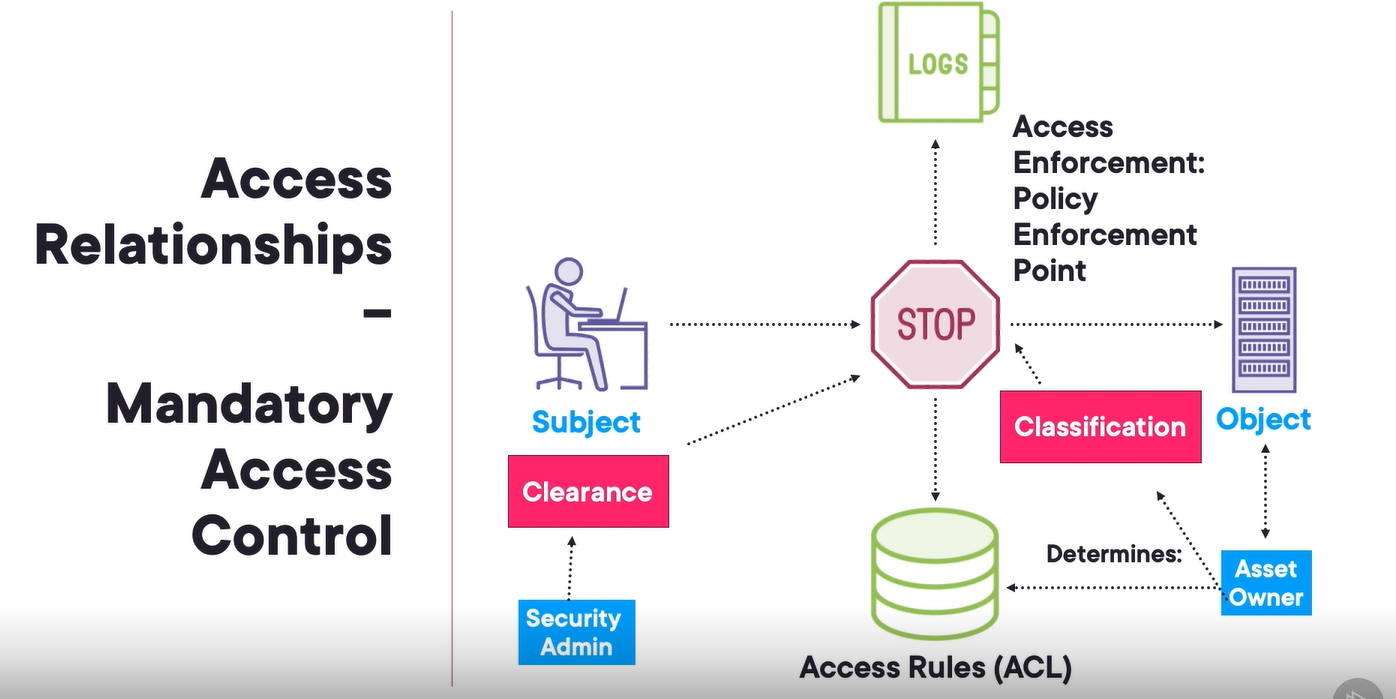 Access
Relationships
–
Mandatory
Access
Control
LOGS
Access
Enforcement:
Policy
Enforcement
Point
STOP
Subject
Clearance
Security
Admin
Classification
Object
Determines:
Asset
Owner
Access Rules (ACL)